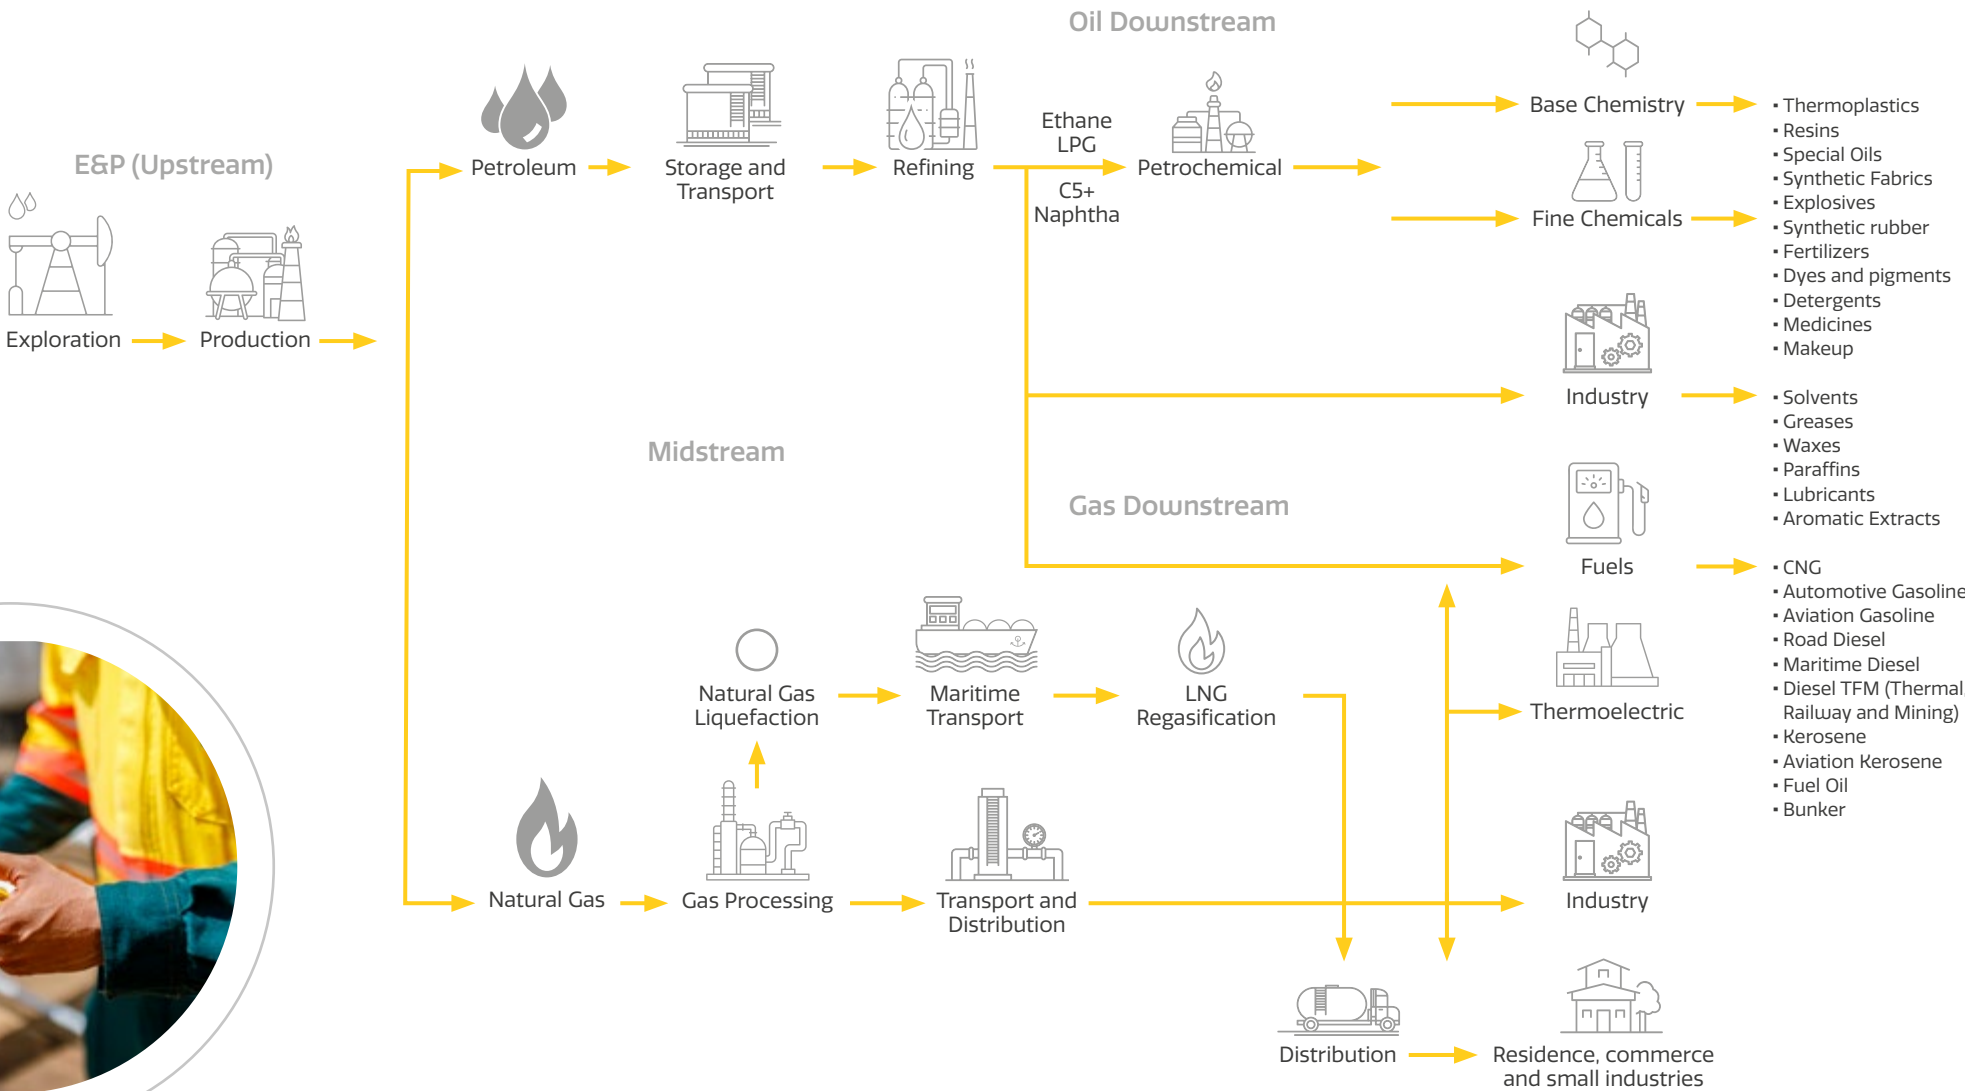 Oil Downstream
E&P (Upstream)
Exploration
Production
Petroleum
Storage and
Transport
Refining
Ethane
LPG
C5+
Naphtha
Petrochemical
Base Chemistry
Fine Chemicals
▪ Thermoplastics
▪ Resins
▪ Special Oils
▪ Synthetic Fabrics
▪ Explosives
▪ Synthetic rubber
▪ Fertilizers
▪ Dyes and pigments
▪ Detergents
▪ Medicines
▪ Makeup
Industry
▪ Solvents
▪ Greases
▪ Waxes
▪ Paraffins
▪ Lubricants
▪ Aromatic Extracts
Midstream
Gas Downstream
Fuels
▪ CNG
▪ Automotive Gasoline
▪ Aviation Gasoline
▪ Road Diesel
▪ Maritime Diesel
▪ Diesel TFM (Thermal,
Railway and Mining)
▪ Kerosene
▪ Aviation Kerosene
▪ Fuel Oil
▪ Bunker
Natural Gas
Liquefaction
Maritime
Transport
LNG
Regasification
Thermoelectric
Natural Gas
Gas Processing
Transport and
Distribution
Industry
Distribution
Residence, commerce
and small industries